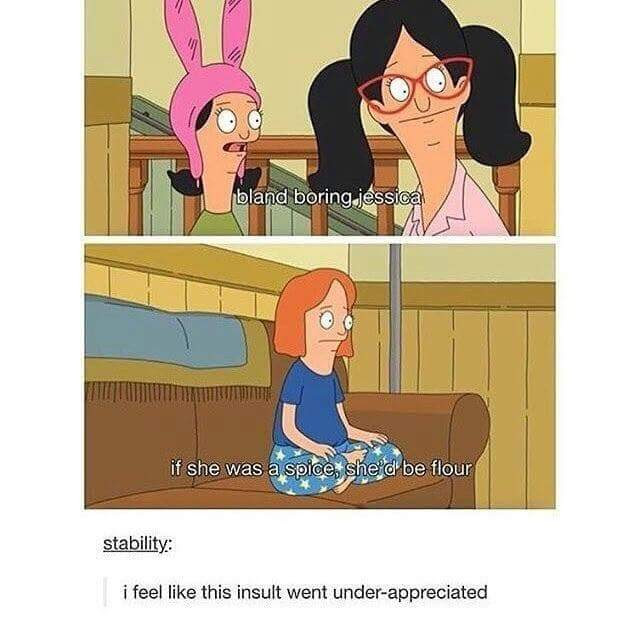 bland boring jessica
if she was a spice, she'd be flour
stability:
i feel like this insult went under-appreciated